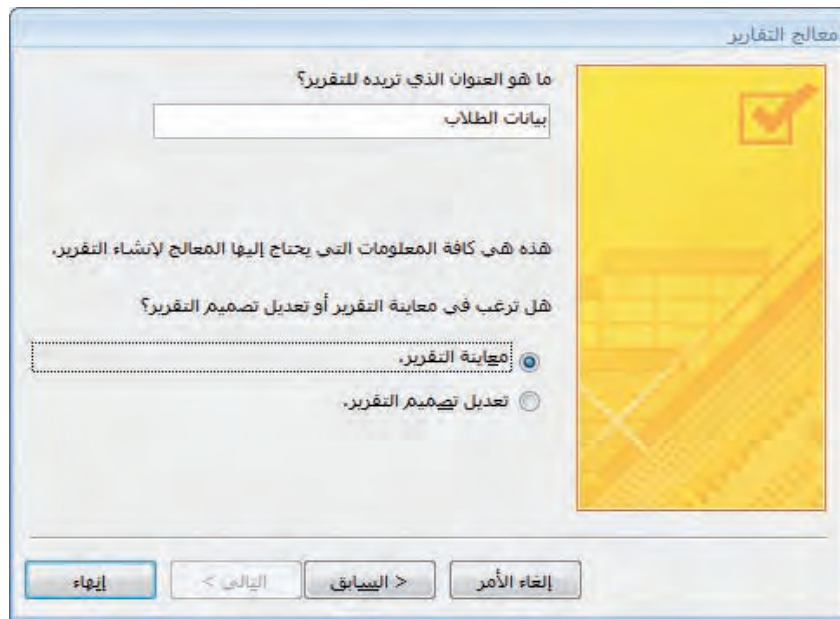 معالج التقارير
ما هو العنوان الذي تريده للتقرير؟
بيانات الطلاب
هذه هي كافة المعلومات التي يحتاج إليها المعالج لإنشاء التقرير.
هل ترغب في معاينة التقرير أو تعديل تصميم التقرير؟
معاينة التقرير.
تعديل تصميم التقرير.
إلغاء الأمر < السابق التالي > إنهاء